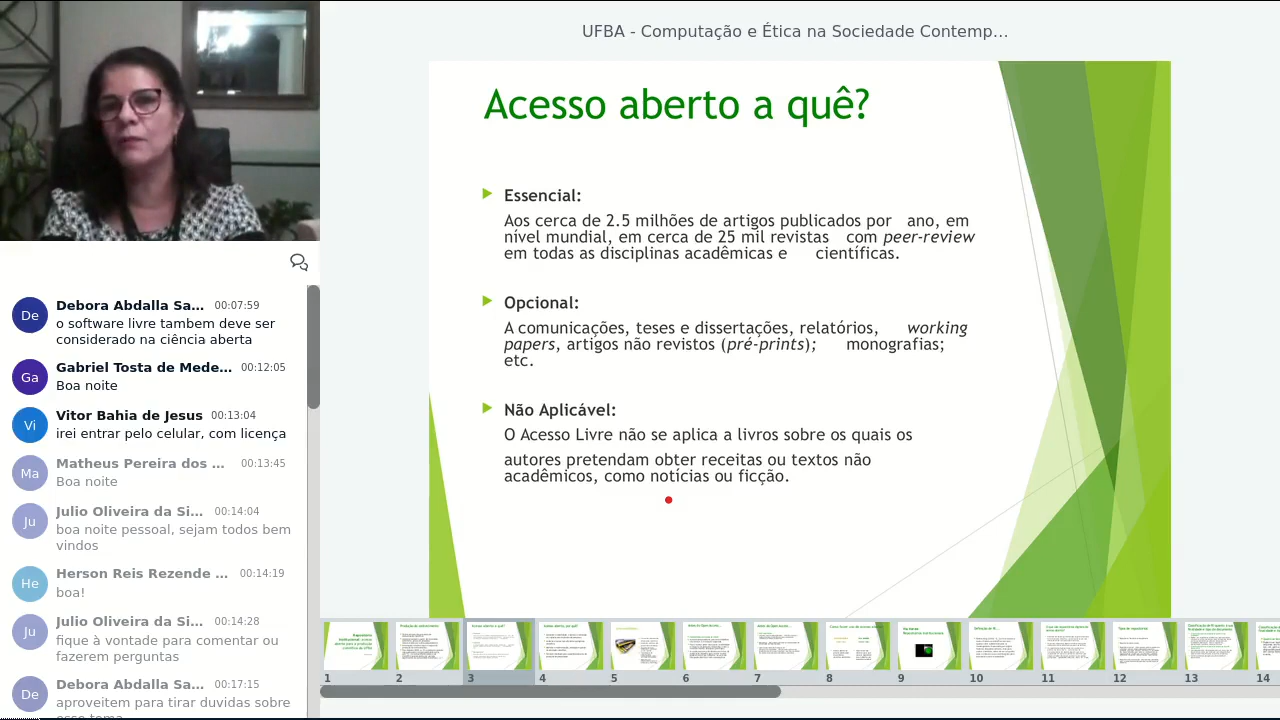 UFBA - Computação e Ética na Sociedade Contemp...
Acesso aberto a quê?
Essencial:
Aos cerca de 2.5 milhões de artigos publicados por ano, em
nível mundial, em cerca de 25 mil revistas com peer-review
em todas as disciplinas acadêmicas e científicas.
Opcional:
A comunicações, teses e dissertações, relatórios, working
papers, artigos não revistos (pré-prints); monografias;
etc.
Não Aplicável:
O Acesso Livre não se aplica a livros sobre os quais os
autores pretendam obter receitas ou textos não
acadêmicos, como notícias ou ficção.
De
Debora Abdalla Sa... 00:07:59
o software livre tambem deve ser
considerado na ciência aberta
Ga
Gabriel Tosta de Mede... 00:12:05
Boa noite
Vi
Vitor Bahia de Jesus 00:13:04
irei entrar pelo celular, com licença
Ma
Matheus Pereira dos ... 00:13:45
Boa noite
Ju
Julio Oliveira da Si... 00:14:04
boa noite pessoal, sejam todos bem
vindos
He
Herson Reis Rezende ... 00:14:19
boa!
Ju
Julio Oliveira da Si... 00:14:26
fique à vontade para comentar ou
fazerem perguntas
De
Debora Abdalla Sa... 00:17:15
aproveitem para tirar duvidas sobre
esse tema
1 2 3 4 5 6 7 8 9 10 11 12 13 14